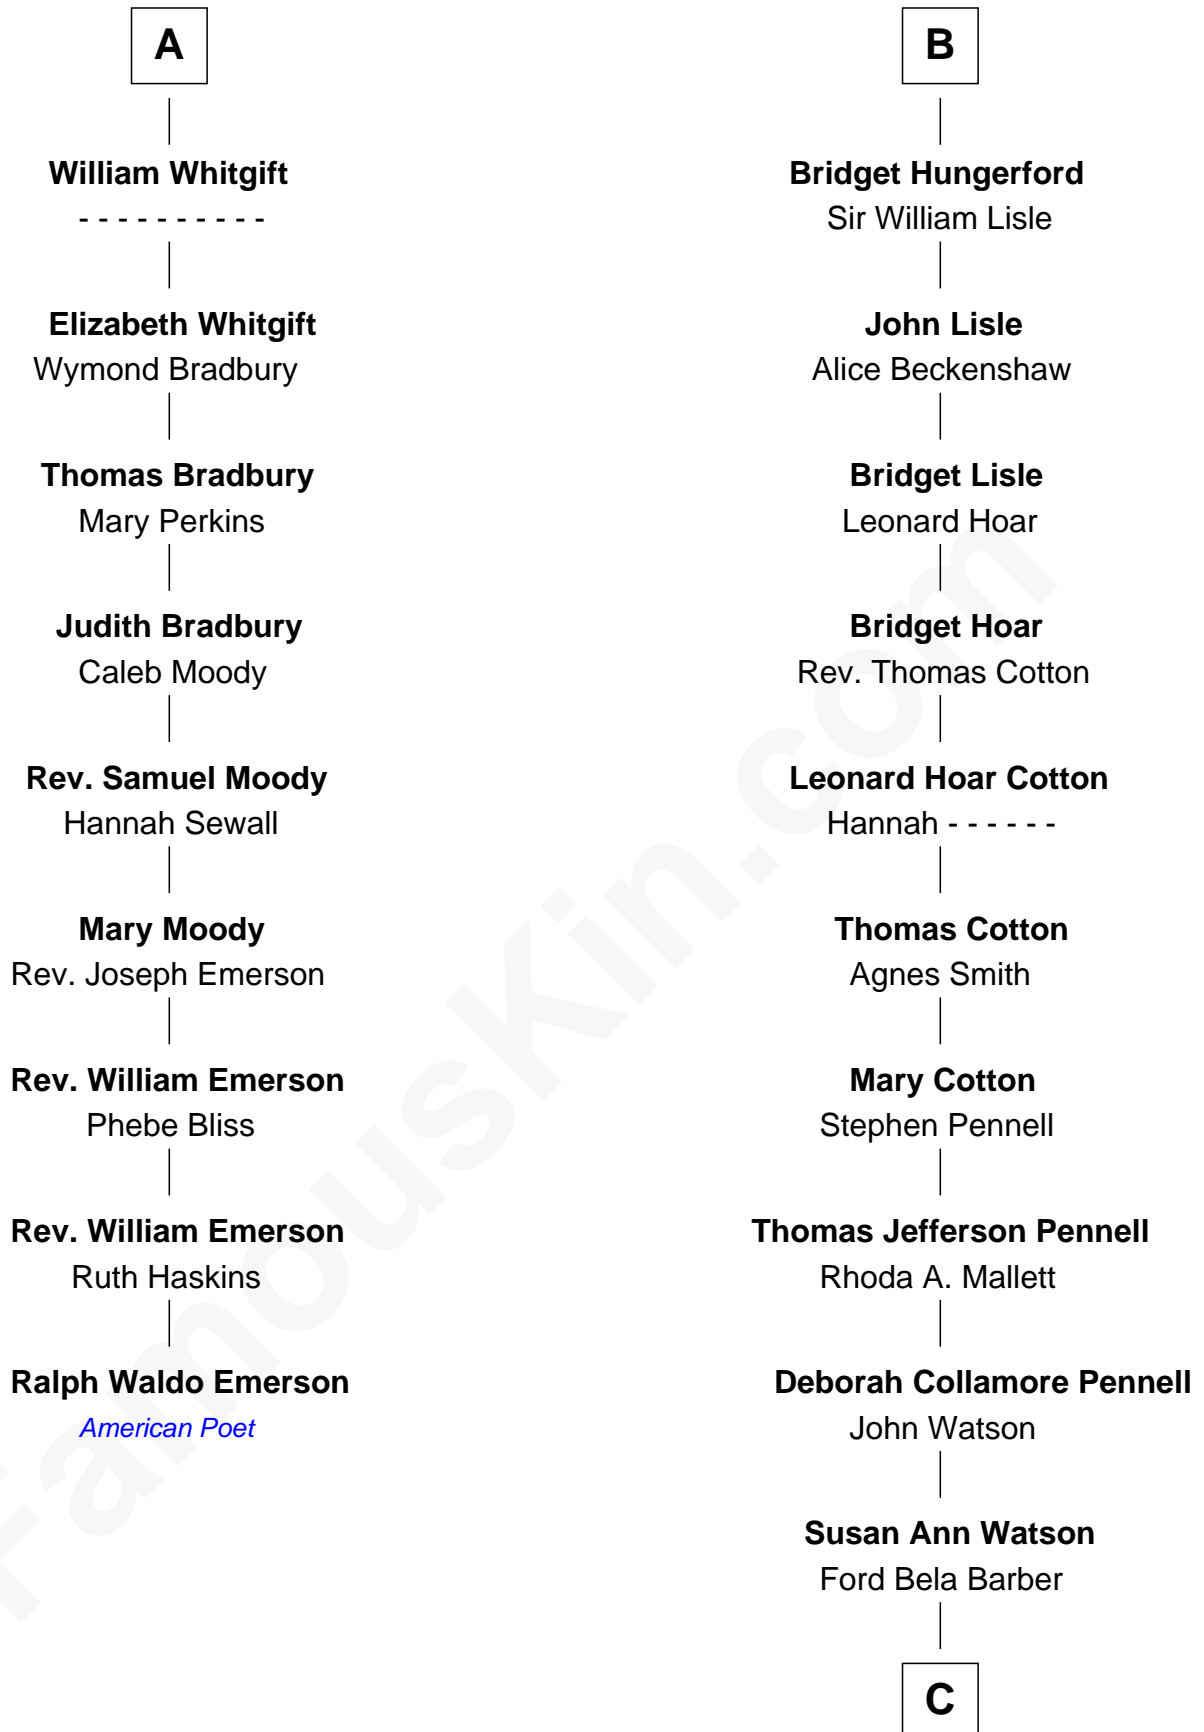 A
William Whitgift
- - - - - - - - - -
Elizabeth Whitgift
Wymond Bradbury
Thomas Bradbury
Mary Perkins
Judith Bradbury
Caleb Moody
Rev. Samuel Moody
Hannah Sewall
Mary Moody
Rev. Joseph Emerson
Rev. William Emerson
Phebe Bliss
Rev. William Emerson
Ruth Haskins
Ralph Waldo Emerson
American Poet
B
Bridget Hungerford
Sir William Lisle
John Lisle
Alice Beckenshaw
Bridget Lisle
Leonard Hoar
Bridget Hoar
Rev. Thomas Cotton
Leonard Hoar Cotton
Hannah - - - - - -
Thomas Cotton
Agnes Smith
Mary Cotton
Stephen Pennell
Thomas Jefferson Pennell
Rhoda A. Mallett
Deborah Collamore Pennell
John Watson
Susan Ann Watson
Ford Bela Barber
C
FamousKin.com